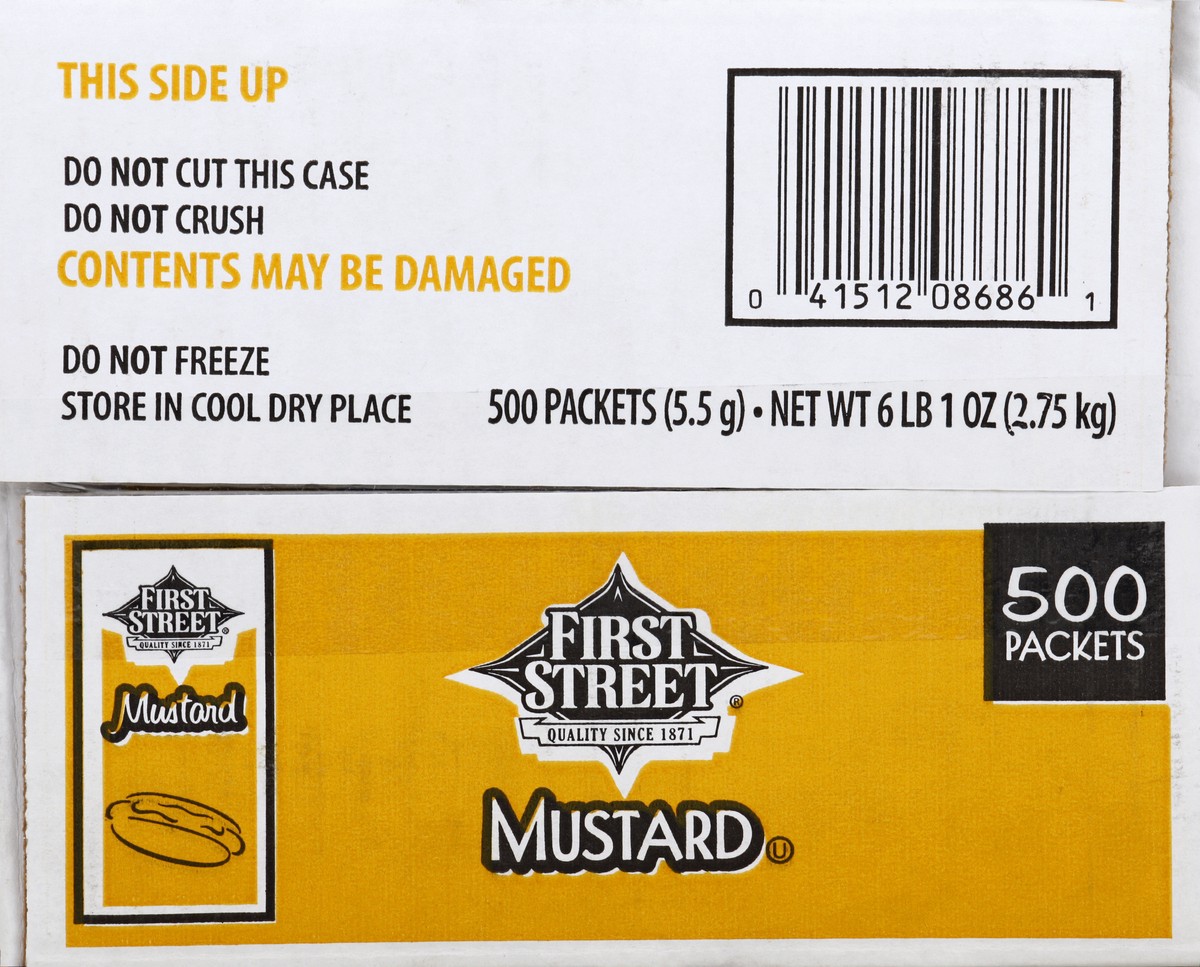 THIS SIDE UP
DO NOT CUT THIS CASE
DO NOT CRUSH
CONTENTS MAY BE DAMAGED
DO NOT FREEZE
STORE IN COOL DRY PLACE
0 41512 08686 1
500 PACKETS (5.5 g) • NET WT 6 LB 1 OZ (2.75 kg)
FIRST
STREET®
QUALITY SINCE 1871
Mustard
FIRST
STREET®
QUALITY SINCE 1871
MUSTARD Ⓤ
500
PACKETS